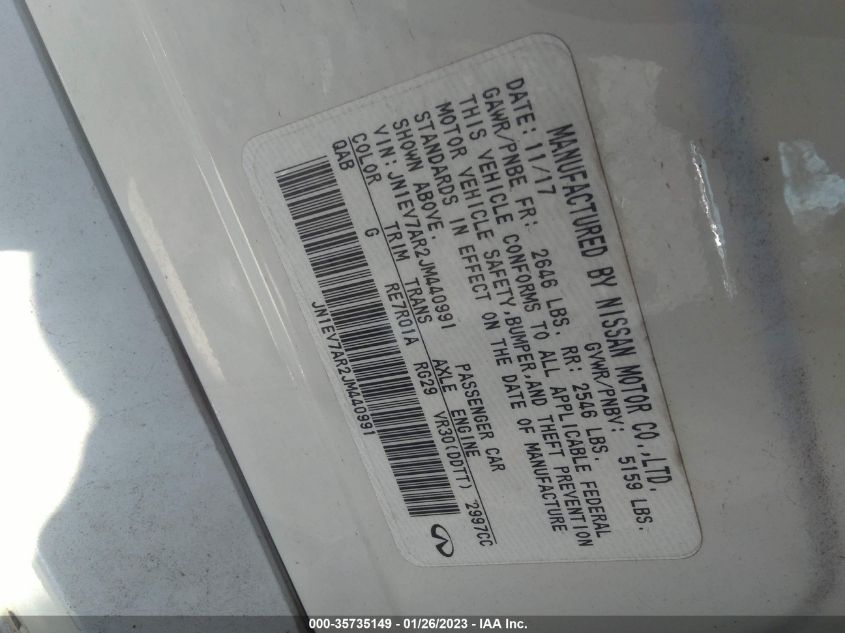 MANUFACTURED BY NISSAN MOTOR CO.,LTD.
DATE: 11/17 GVWR/PNBV: 5159 LBS.
GAWR/PNBE FR: 2646 LBS. RR: 2546 LBS.
THIS VEHICLE CONFORMS TO ALL APPLICABLE FEDERAL
MOTOR VEHICLE SAFETY,BUMPER,AND THEFT PREVENTION
STANDARDS IN EFFECT ON THE DATE OF MANUFACTURE
SHOWN ABOVE.
VIN: JN1EV7AR2JM440991 PASSENGER CAR
COLOR TRIM TRANS AXLE ENGINE
QAB G RE7R01A RG29 VR30(DDTT) 2997CC
JN1EV7AR2JM440991
000-35735149 - 01/26/2023 - IAA Inc.